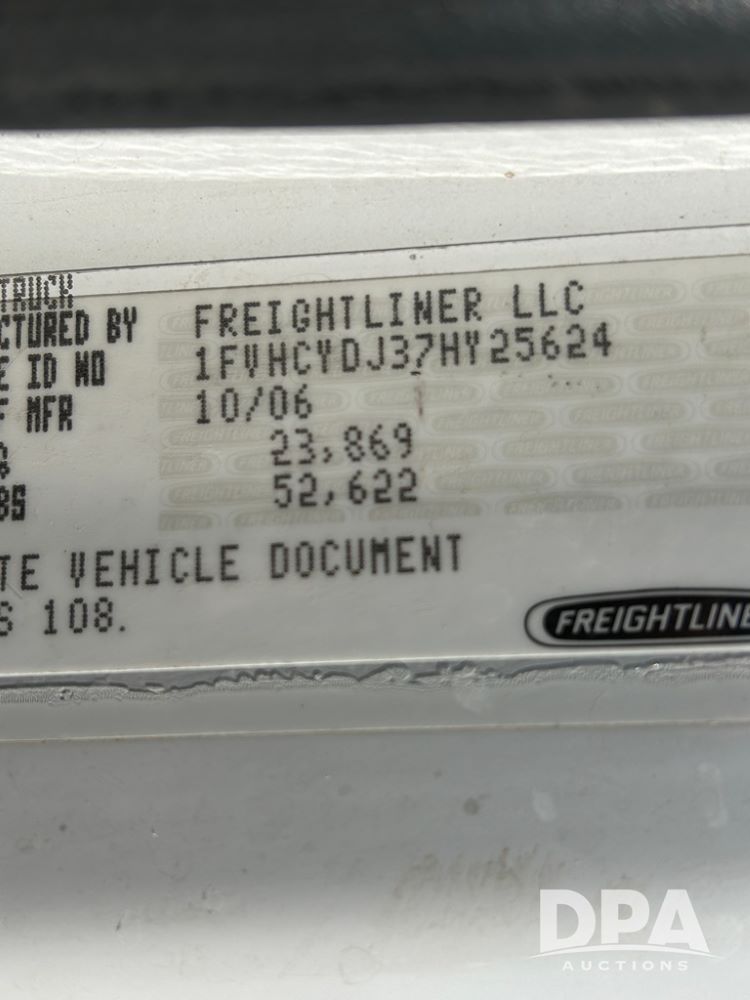 TRUCK
CTURED BY FREIGHTLINER LLC
E ID NO 1FVHCYDJ37HY25624
F MFR 10/06
G 23,869
BS 52,622
TE VEHICLE DOCUMENT
S 108.
FREIGHTLINE
DPA
AUCTIONS